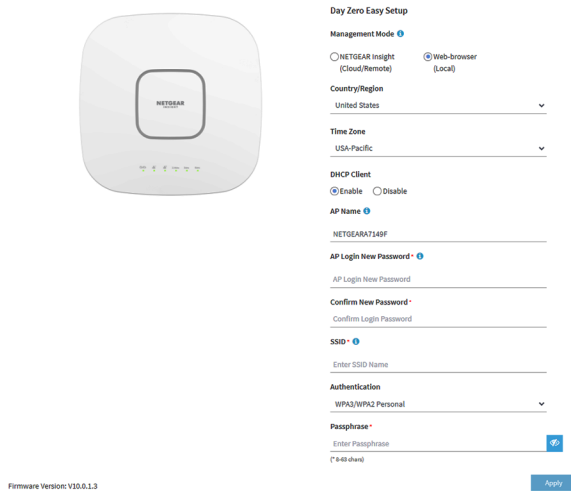 Day Zero Easy Setup
Management Mode
NETGEAR Insight
(Cloud/Remote)
Web-browser
(Local)
Country/Region
United States
Time Zone
USA-Pacific
DHCP Client
Enable
Disable
AP Name
NETGEARA7149F
AP Login New Password*
AP Login New Password
Confirm New Password*
Confirm Login Password
SSID*
Enter SSID Name
Authentication
WPA3/WPA2 Personal
Passphrase*
Enter Passphrase
(* 8-63 chars)
Apply
NETGEAR
Firmware Version: V10.0.1.3